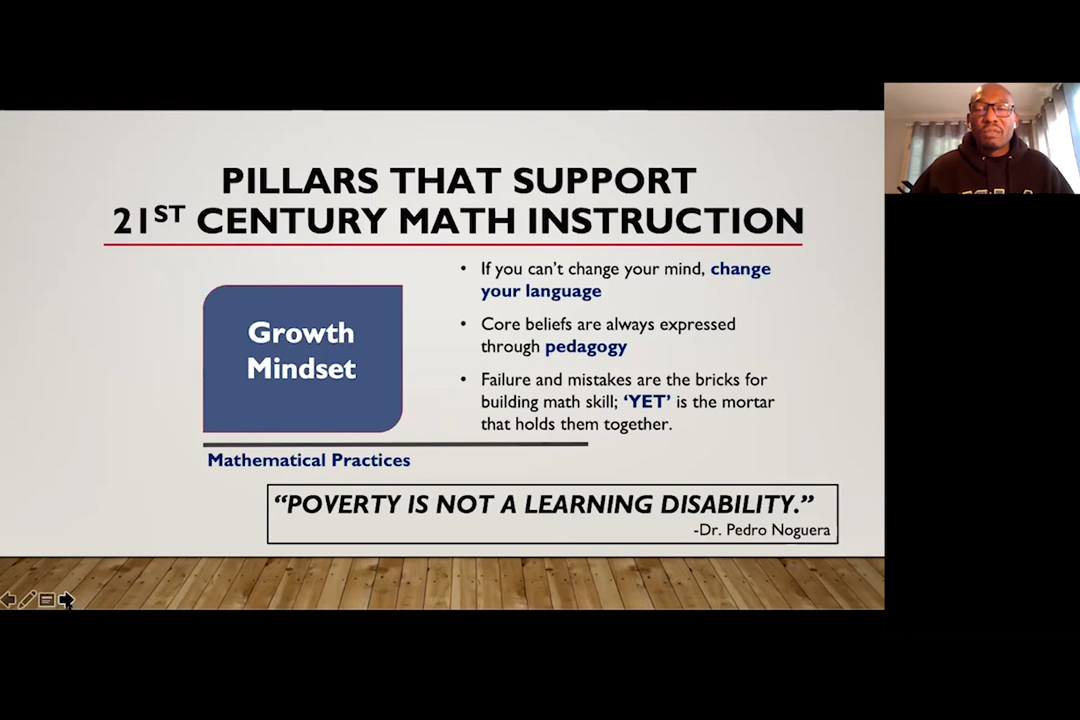 PILLARS THAT SUPPORT
21ST CENTURY MATH INSTRUCTION
Growth
Mindset
• If you can't change your mind, change
your language
• Core beliefs are always expressed
through pedagogy
• Failure and mistakes are the bricks for
building math skill; ‘YET’ is the mortar
that holds them together.
Mathematical Practices
“POVERTY IS NOT A LEARNING DISABILITY.”
-Dr. Pedro Noguera